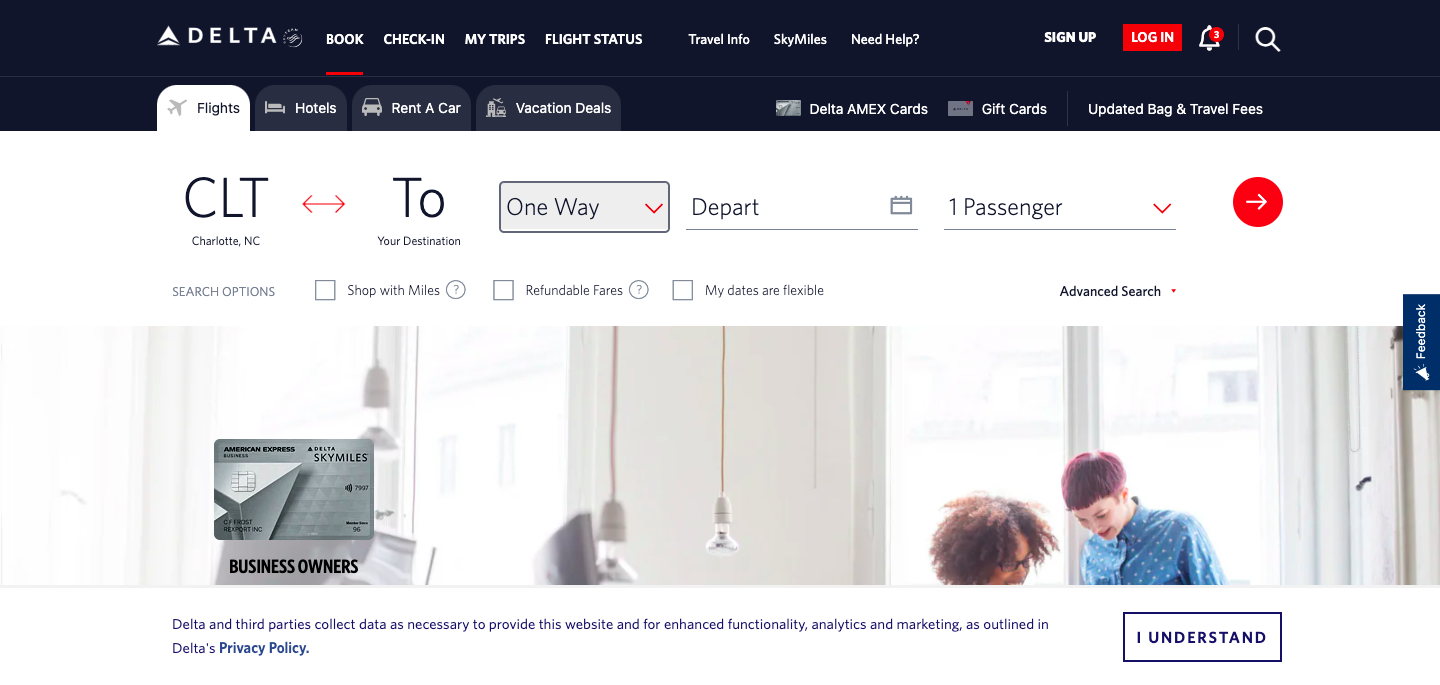 DELTA
BOOK
CHECK-IN
MY TRIPS
FLIGHT STATUS
Travel Info
SkyMiles
Need Help?
SIGN UP
LOG IN
3
Flights
Hotels
Rent A Car
Vacation Deals
Delta AMEX Cards
Gift Cards
Updated Bag & Travel Fees
CLT
Charlotte, NC
To
Your Destination
One Way
Depart
1 Passenger
SEARCH OPTIONS
Shop with Miles ?
Refundable Fares ?
My dates are flexible
Advanced Search
Feedback
AMERICAN EXPRESS
BUSINESS
DELTA
SKYMILES
7997
C F FROST
REXPORT INC
Member Since
96
BUSINESS OWNERS
Delta and third parties collect data as necessary to provide this website and for enhanced functionality, analytics and marketing, as outlined in
Delta's Privacy Policy.
I UNDERSTAND